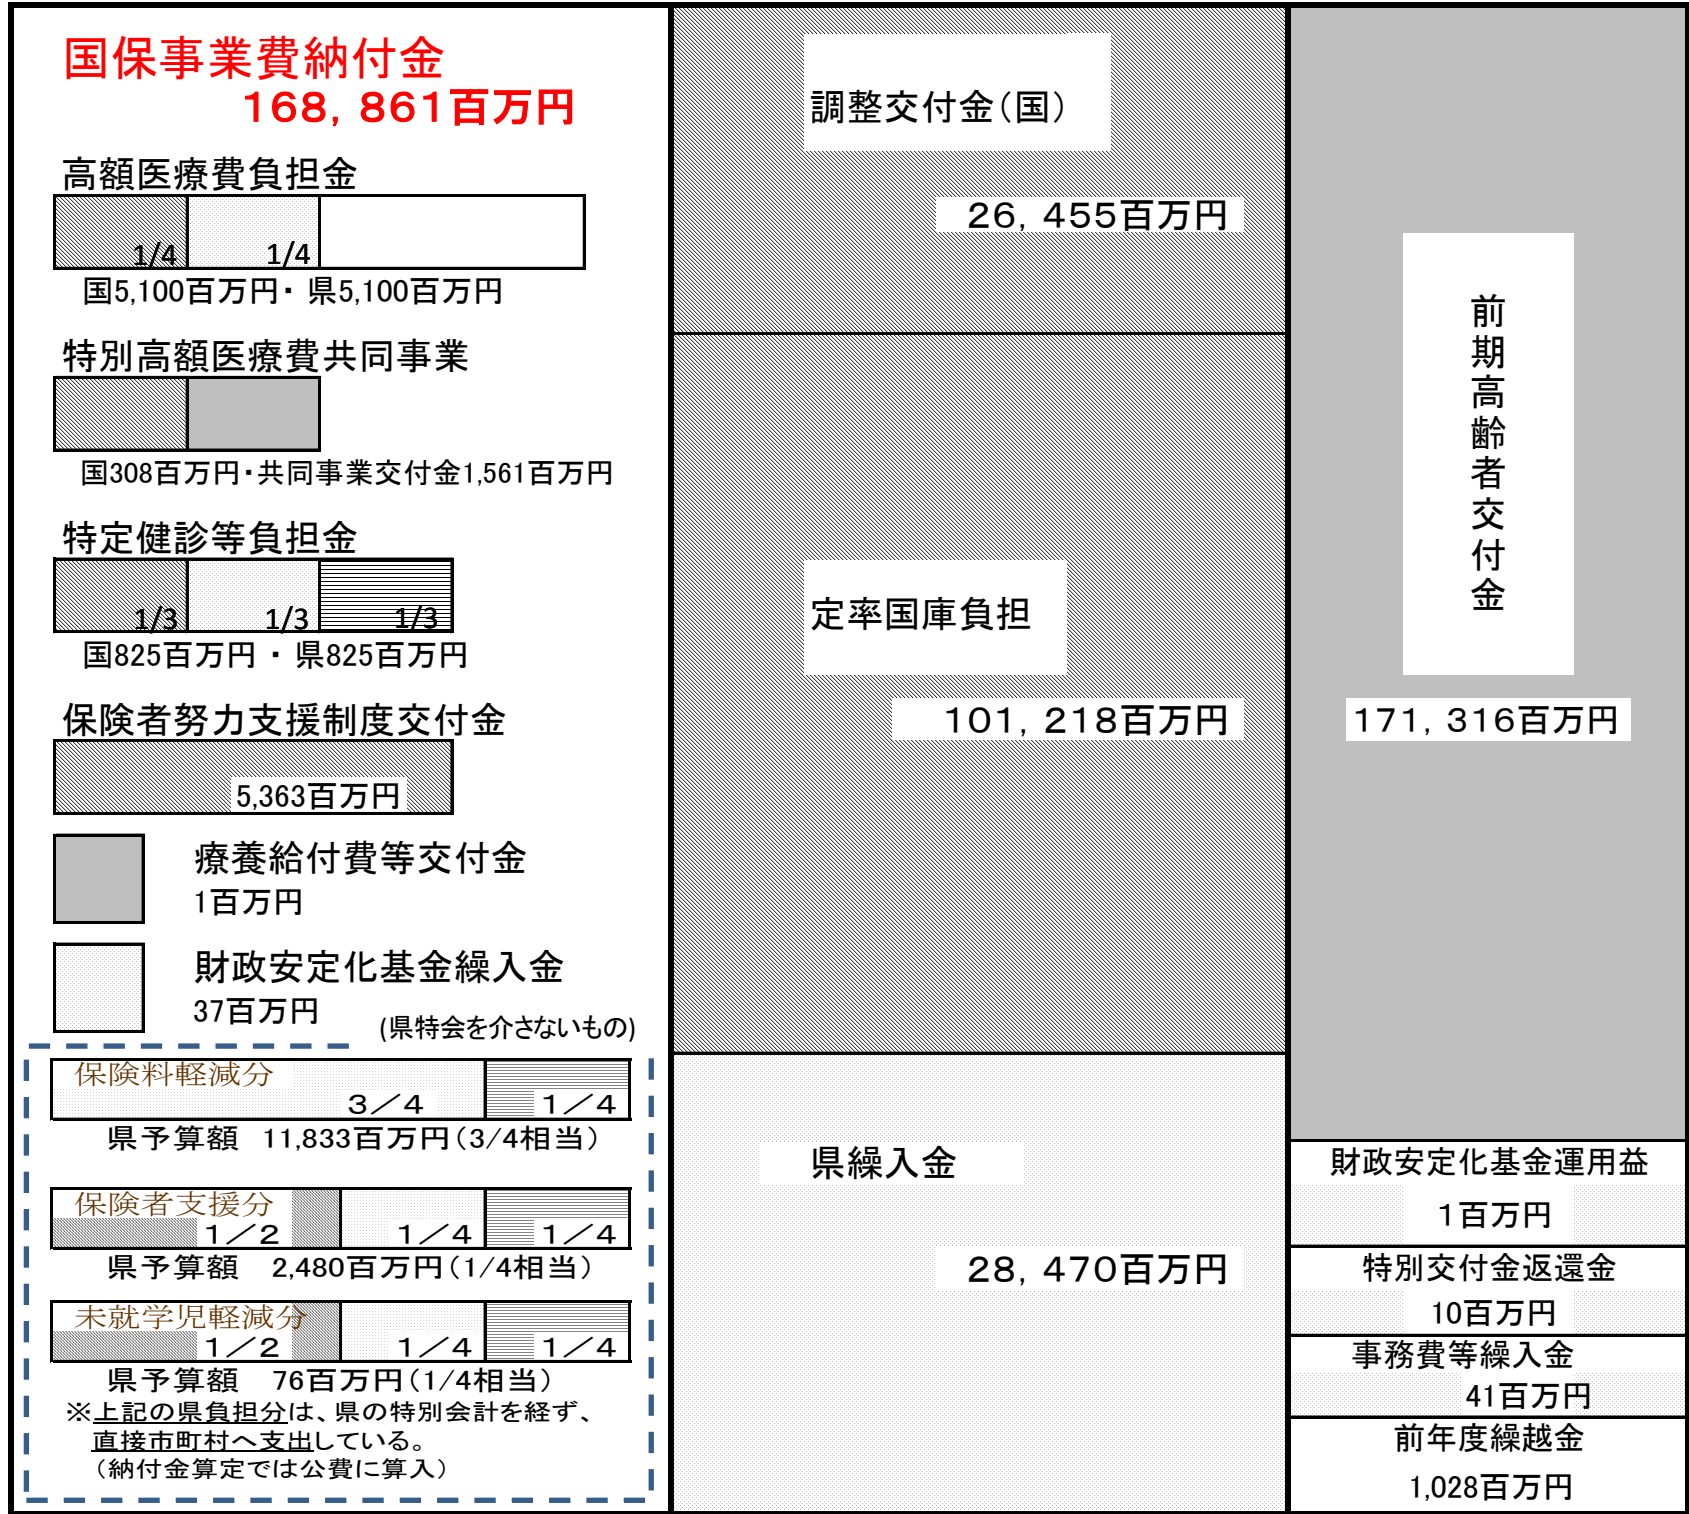 国保事業費納付金
168,861百万円
高額医療費負担金
1/4
1/4
国5,100百万円・県5,100百万円
特別高額医療費共同事業
国308百万円・共同事業交付金1,561百万円
特定健診等負担金
1/3
1/3
1/3
国825百万円・県825百万円
保険者努力支援制度交付金
5,363百万円
療養給付費等交付金
1百万円
財政安定化基金繰入金
37百万円
(県特会を介さないもの)
保険料軽減分
3/4
1/4
県予算額 11,833百万円(3/4相当)
保険者支援分
1/2
1/4
1/4
県予算額 2,480百万円(1/4相当)
未就学児軽減分
1/2
1/4
1/4
県予算額 76百万円(1/4相当)
※上記の県負担分は、県の特別会計を経ず、
直接市町村へ支出している。
(納付金算定では公費に算入)
調整交付金(国)
26,455百万円
定率国庫負担
101,218百万円
県繰入金
28,470百万円
前期高齢者交付金
171,316百万円
財政安定化基金運用益
1百万円
特別交付金返還金
10百万円
事務費等繰入金
41百万円
前年度繰越金
1,028百万円